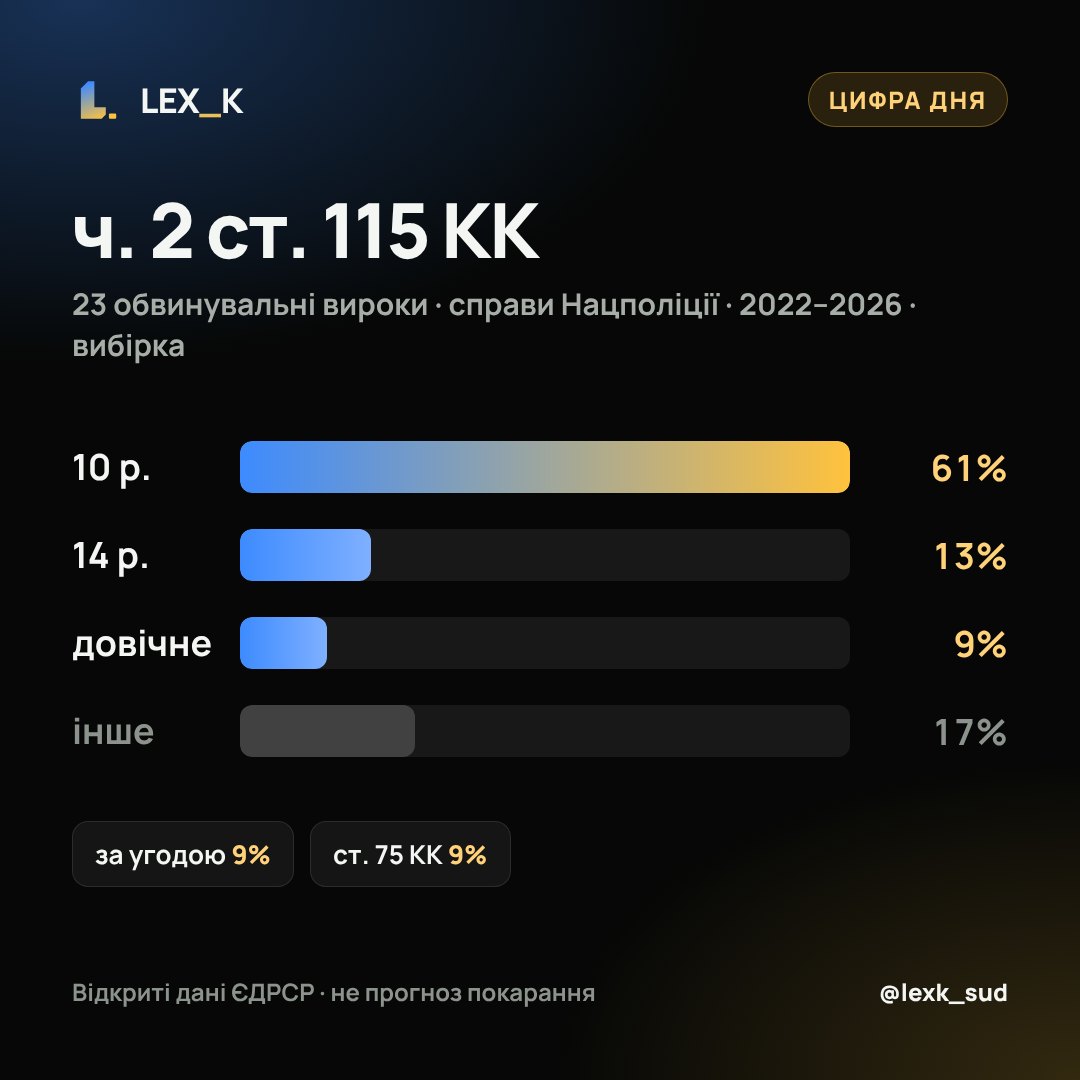 LEX_K
ЦИФРА ДНЯ
ч. 2 ст. 115 КК
23 обвинувальні вироки · справи Нацполіції · 2022–2026 ·
вибірка
10 р. 61%
14 р. 13%
довічне 9%
інше 17%
за угодою 9%
ст. 75 КК 9%
Відкриті дані ЄДРСР · не прогноз покарання
@lexk_sud